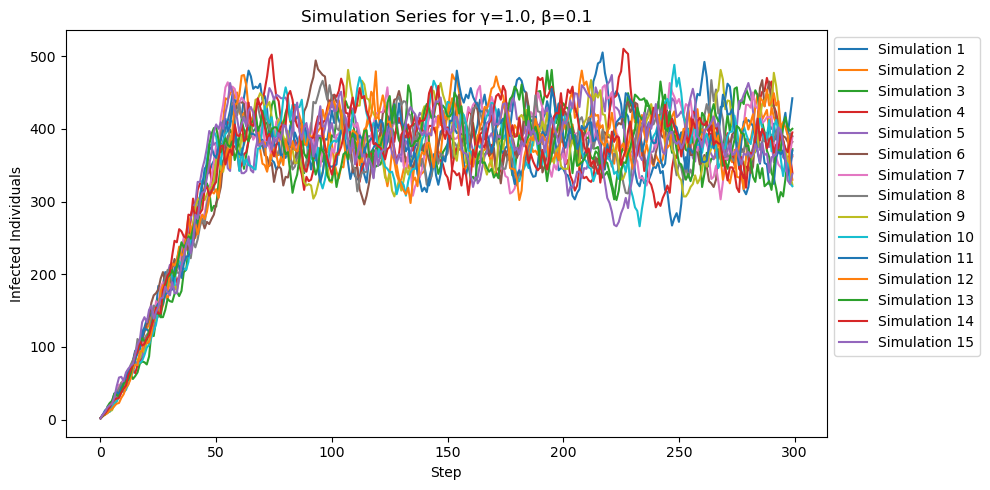 Simulation Series for γ=1.0, β=0.1
Infected Individuals
500
400
300
200
100
0
0 50 100 150 200 250 300
Step
Simulation 1
Simulation 2
Simulation 3
Simulation 4
Simulation 5
Simulation 6
Simulation 7
Simulation 8
Simulation 9
Simulation 10
Simulation 11
Simulation 12
Simulation 13
Simulation 14
Simulation 15